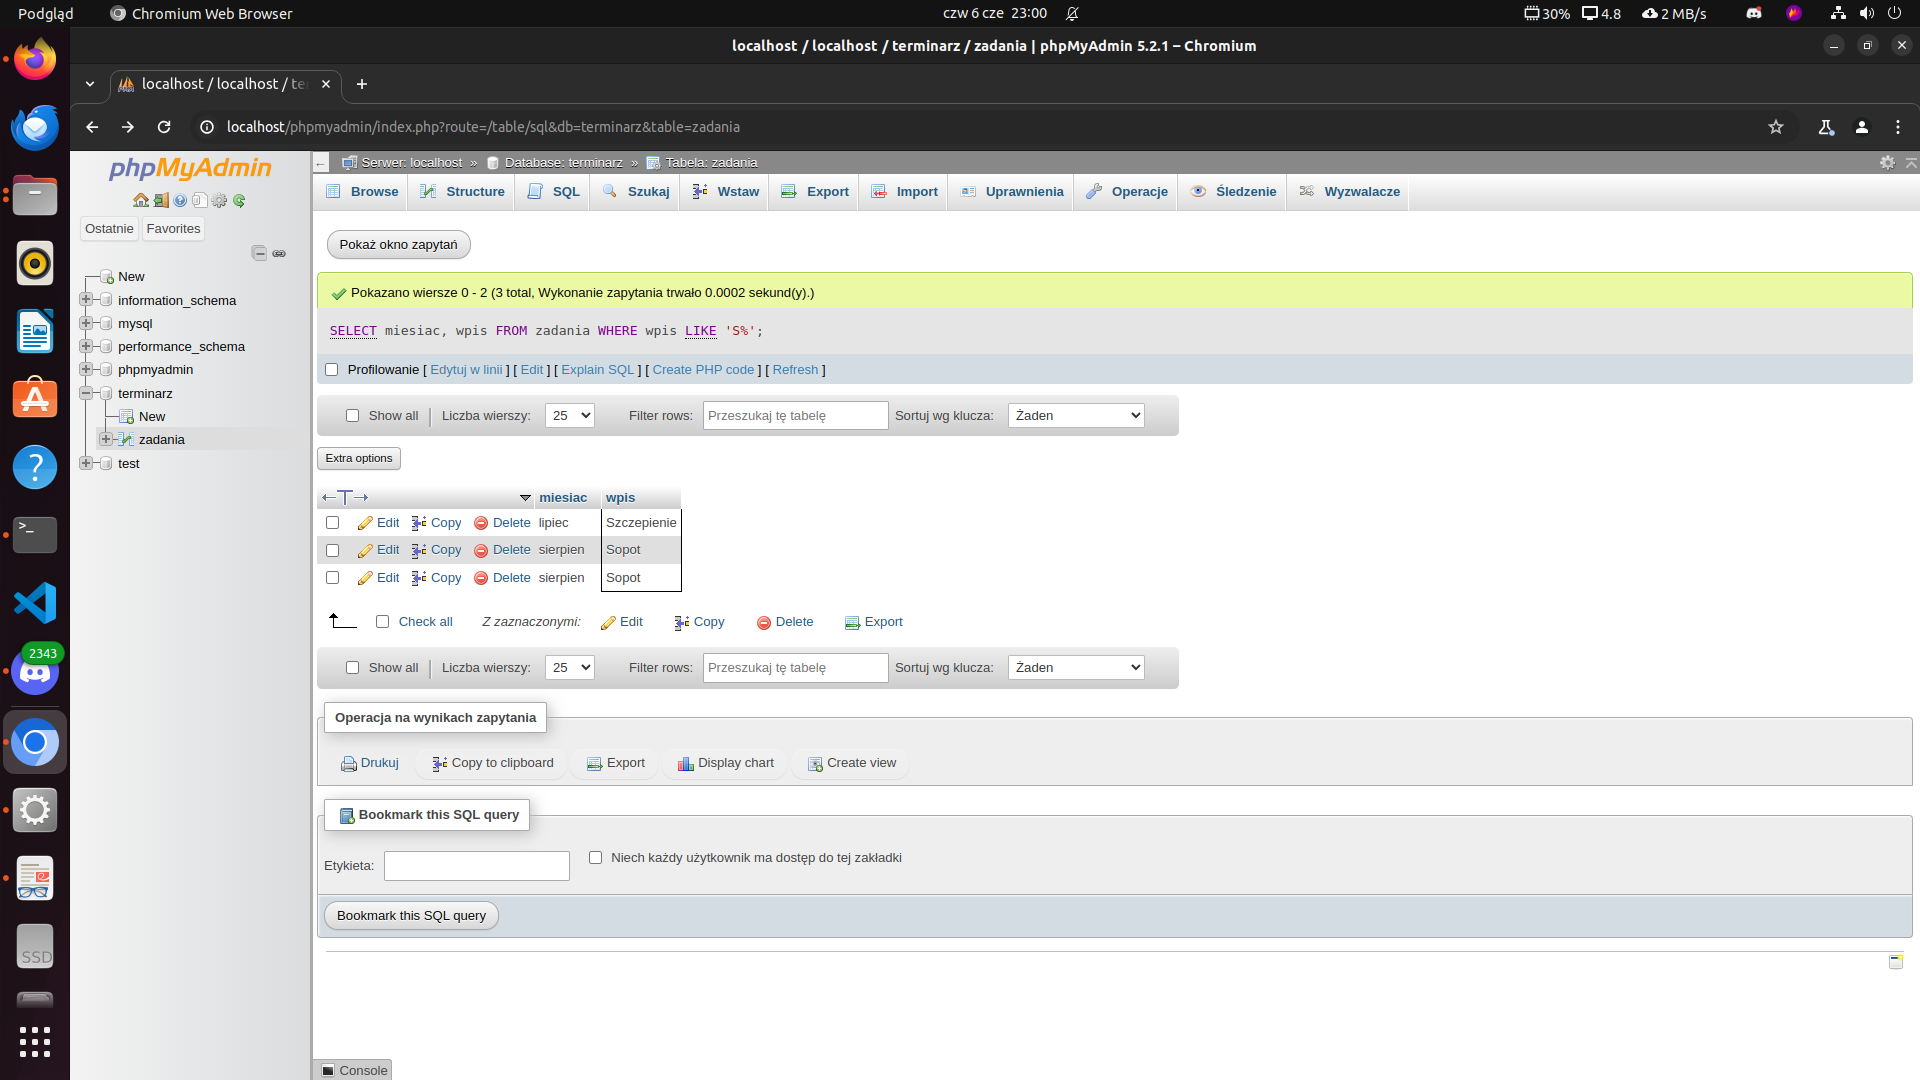 Podgląd Chromium Web Browser czw 6 cze 23:00 30% 4.8 2 MB/s
localhost / localhost / terminarz / zadania | phpMyAdmin 5.2.1 – Chromium
localhost / localhost / te
localhost/phpmyadmin/index.php?route=/table/sql&db=terminarz&table=zadania
phpMyAdmin
Ostatnie Favorites
New
information_schema
mysql
performance_schema
phpmyadmin
terminarz
New
zadania
test
Serwer: localhost » Database: terminarz » Tabela: zadania
Browse Structure SQL Szukaj Wstaw Export Import Uprawnienia Operacje Śledzenie Wyzwalacze
Pokaż okno zapytań
Pokazano wiersze 0 - 2 (3 total, Wykonanie zapytania trwało 0.0002 sekund(y).)
SELECT miesiac, wpis FROM zadania WHERE wpis LIKE 'S%';
Profilowanie [ Edytuj w linii ] [ Edit ] [ Explain SQL ] [ Create PHP code ] [ Refresh ]
Show all Liczba wierszy: 25 Filter rows: Przeszukaj tę tabelę Sortuj wg klucza: Żaden
Extra options
←T→ miesiac wpis
Edit Copy Delete lipiec Szczepienie
Edit Copy Delete sierpien Sopot
Edit Copy Delete sierpien Sopot
Check all Z zaznaczonymi: Edit Copy Delete Export
Show all Liczba wierszy: 25 Filter rows: Przeszukaj tę tabelę Sortuj wg klucza: Żaden
Operacja na wynikach zapytania
Drukuj Copy to clipboard Export Display chart Create view
Bookmark this SQL query
Etykieta: Niech każdy użytkownik ma dostęp do tej zakładki
Bookmark this SQL query
Console
2343
SSD